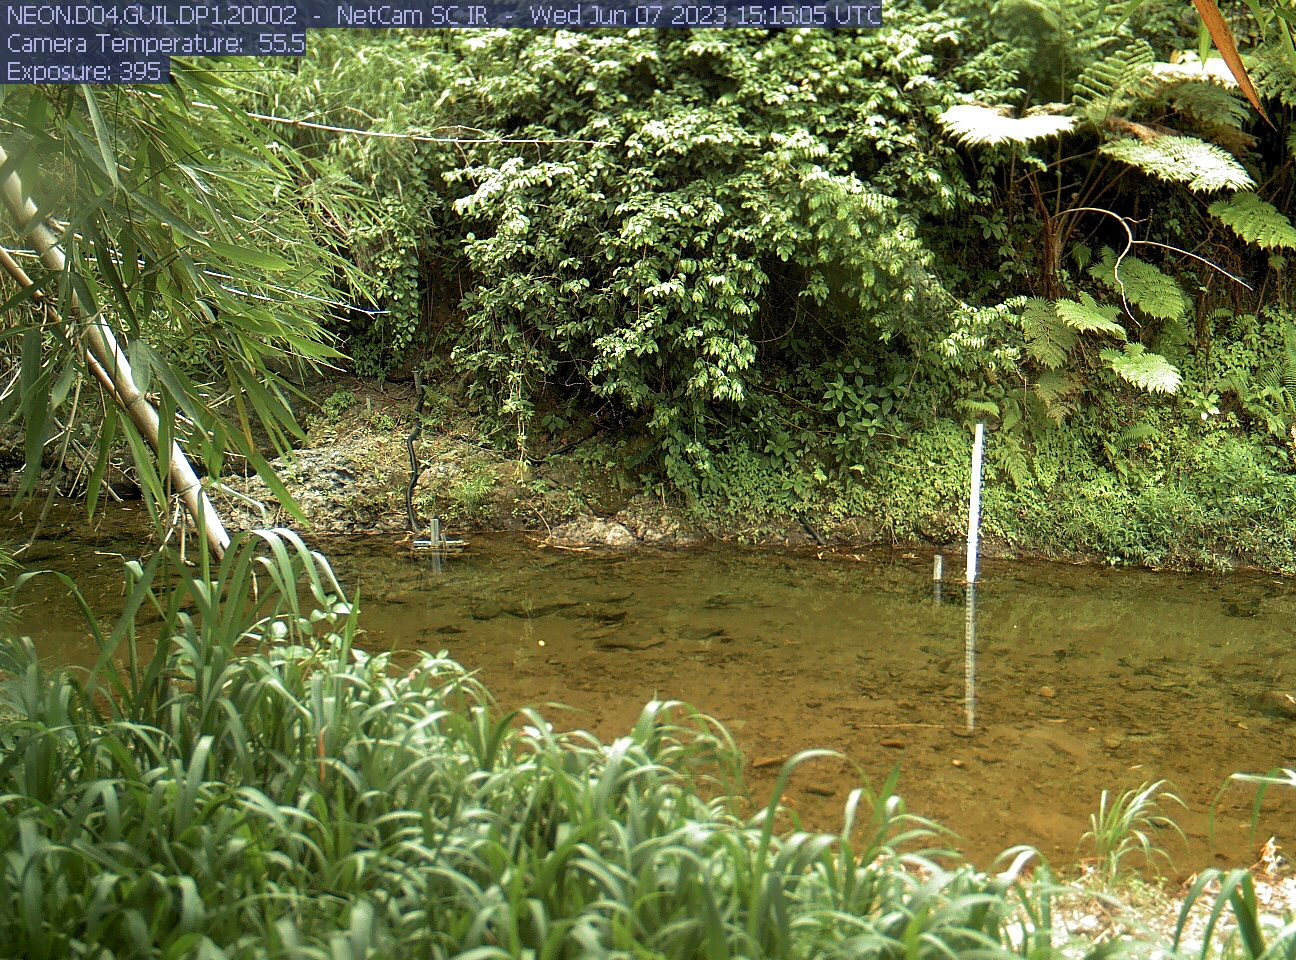 NEON.D04.GUIL.DP1.20002 - NetCam SC IR - Wed Jun 07 2023 15:15:05 UTC
Camera Temperature: 55.5
Exposure: 395